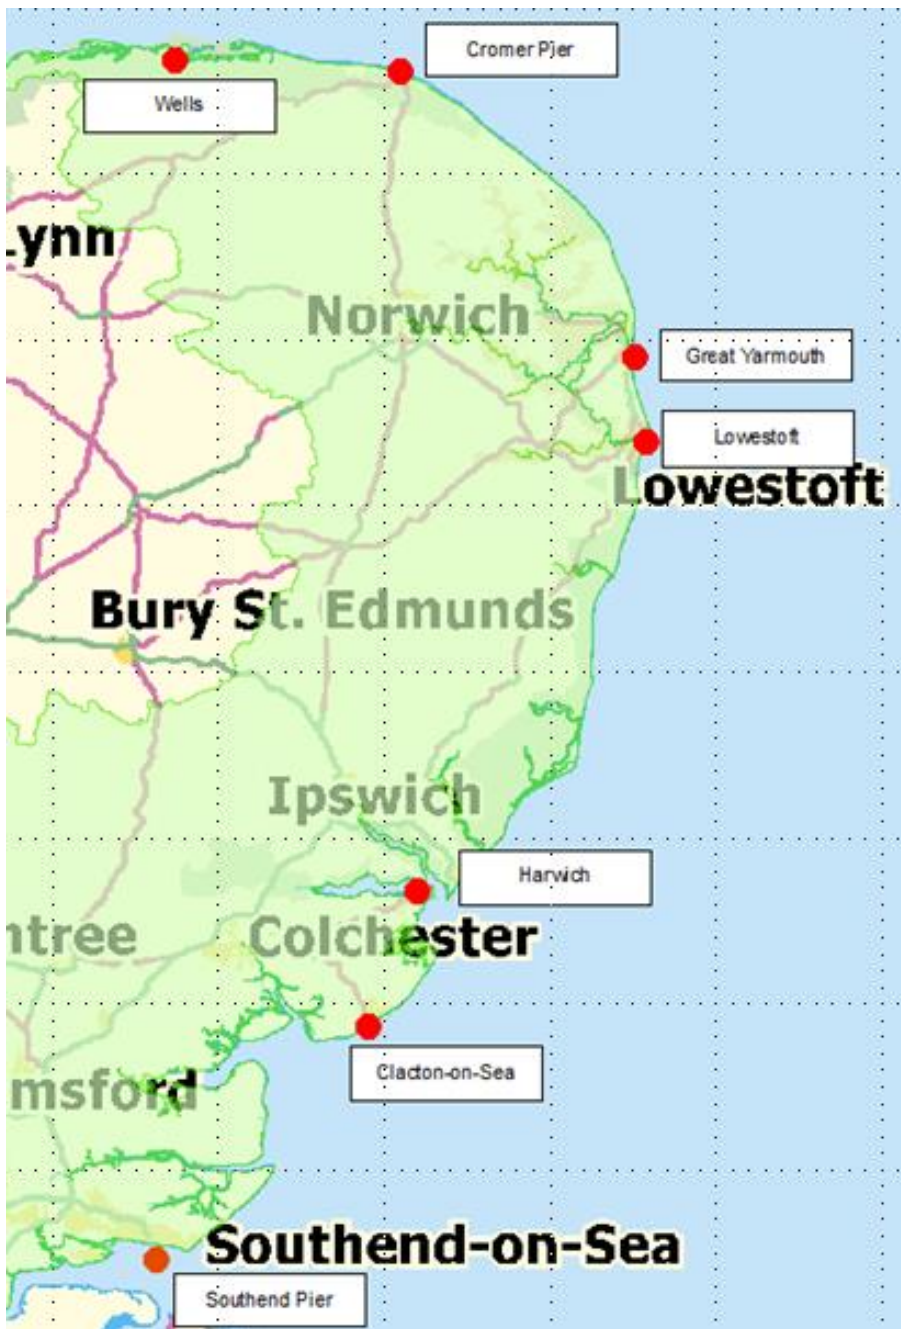 Cromer Pier
Wells
Lynn
Norwich
Great Yarmouth
Lowestoft
Lowestoft
Bury St. Edmunds
Ipswich
Harwich
ntree
Colchester
Clacton-on-Sea
msford
Southend-on-Sea
Southend Pier